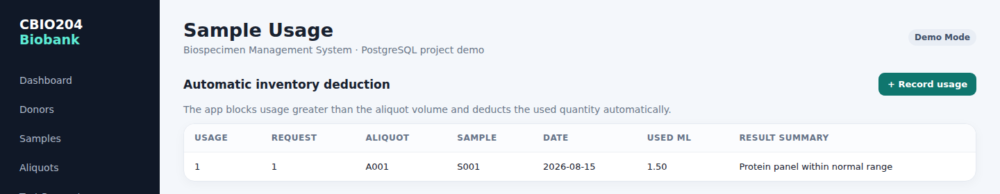 CBIO204
Biobank
Dashboard
Donors
Samples
Aliquots
Sample Usage
Biospecimen Management System · PostgreSQL project demo
Demo Mode
Automatic inventory deduction
+ Record usage
The app blocks usage greater than the aliquot volume and deducts the used quantity automatically.
USAGE REQUEST ALIQUOT SAMPLE DATE USED ML RESULT SUMMARY
1 1 A001 S001 2026-08-15 1.50 Protein panel within normal range